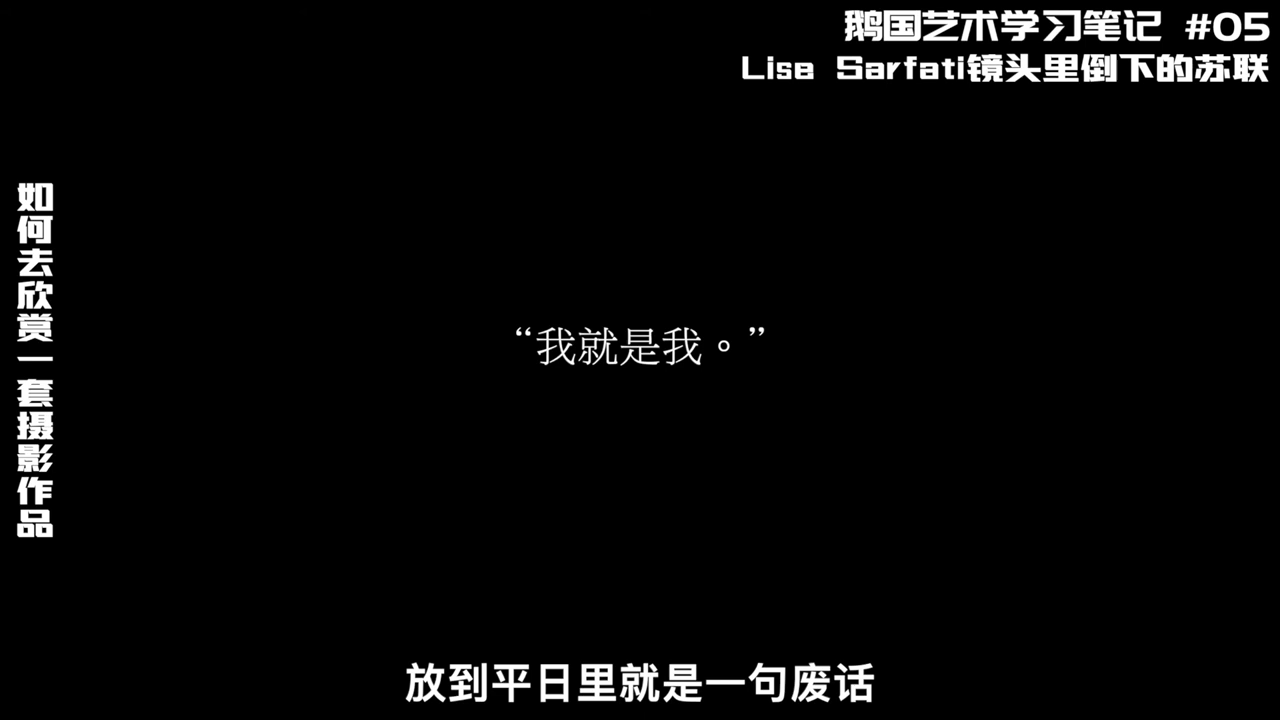 鹅国艺术学习笔记 #05
Lise Sarfati镜头里倒下的苏联
如何去欣赏一套摄影作品
“我就是我。”
放到平日里就是一句废话